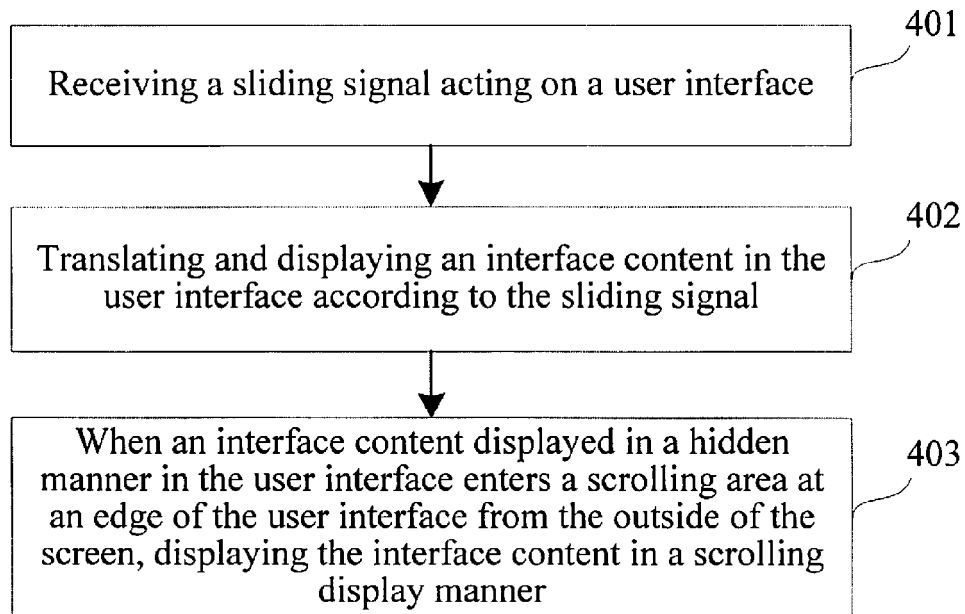 401
Receiving a sliding signal acting on a user interface
402
Translating and displaying an interface content in the
user interface according to the sliding signal
403
When an interface content displayed in a hidden
manner in the user interface enters a scrolling area at
an edge of the user interface from the outside of the
screen, displaying the interface content in a scrolling
display manner